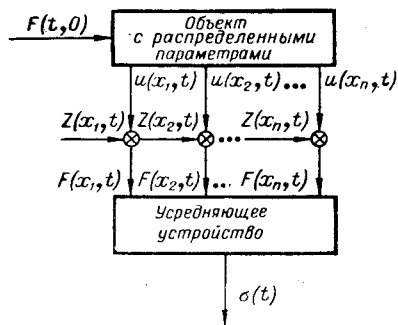 F(t,0)
Объект
с распределенными
параметрами
u(x₁,t) u(x₂,t)... u(xₙ,t)
Z(x₁,t) Z(x₂,t) ... Z(xₙ,t)
F(x₁,t) F(x₂,t) ... F(xₙ,t)
Усредняющее
устройство
σ(t)